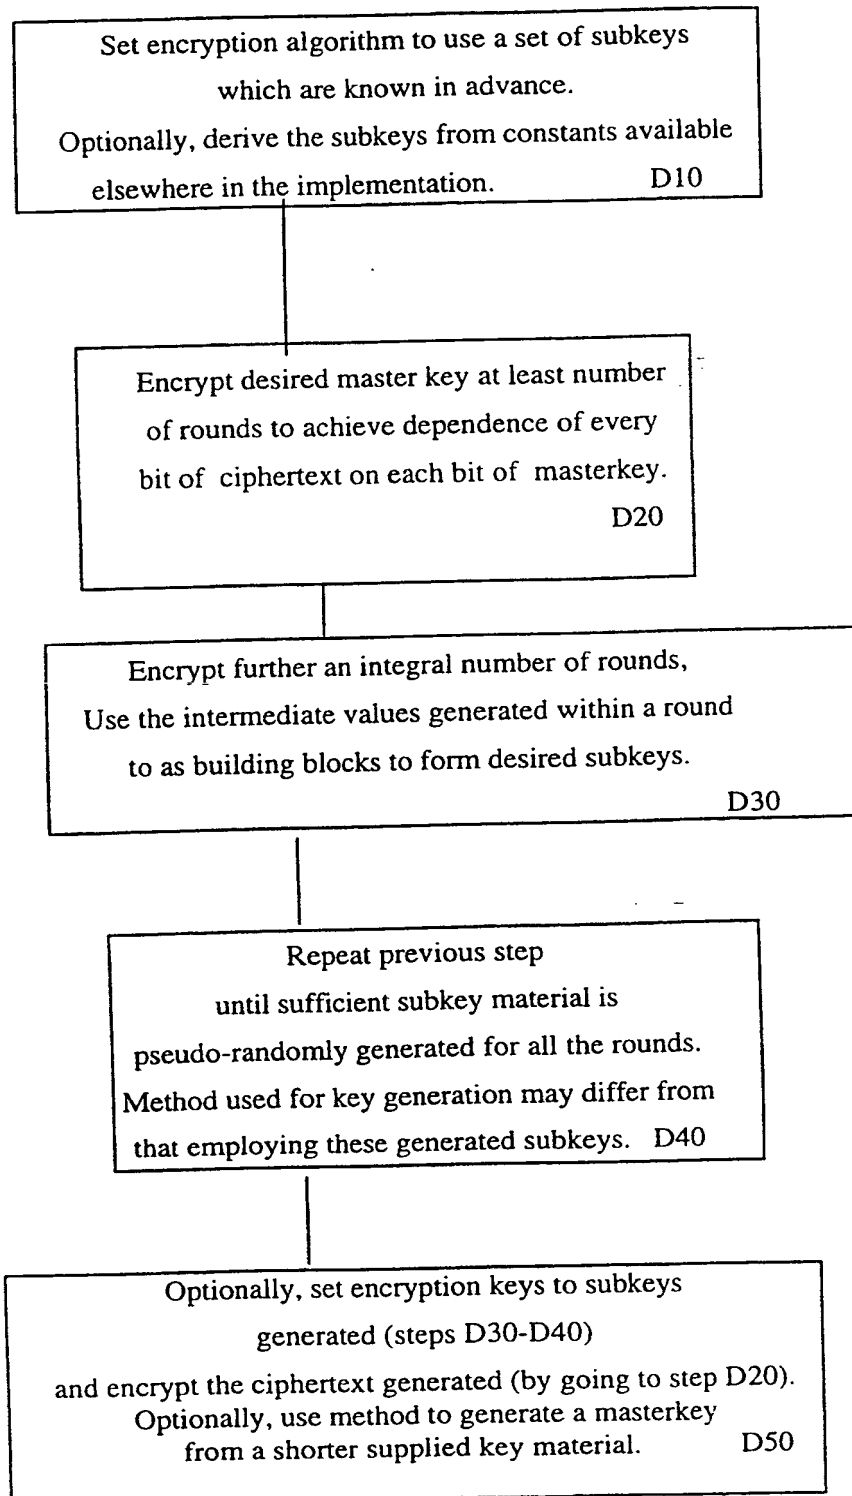 Set encryption algorithm to use a set of subkeys
which are known in advance.
Optionally, derive the subkeys from constants available
elsewhere in the implementation. D10
Encrypt desired master key at least number
of rounds to achieve dependence of every
bit of ciphertext on each bit of masterkey.
D20
Encrypt further an integral number of rounds,
Use the intermediate values generated within a round
to as building blocks to form desired subkeys.
D30
Repeat previous step
until sufficient subkey material is
pseudo-randomly generated for all the rounds.
Method used for key generation may differ from
that employing these generated subkeys. D40
Optionally, set encryption keys to subkeys
generated (steps D30-D40)
and encrypt the ciphertext generated (by going to step D20).
Optionally, use method to generate a masterkey
from a shorter supplied key material. D50